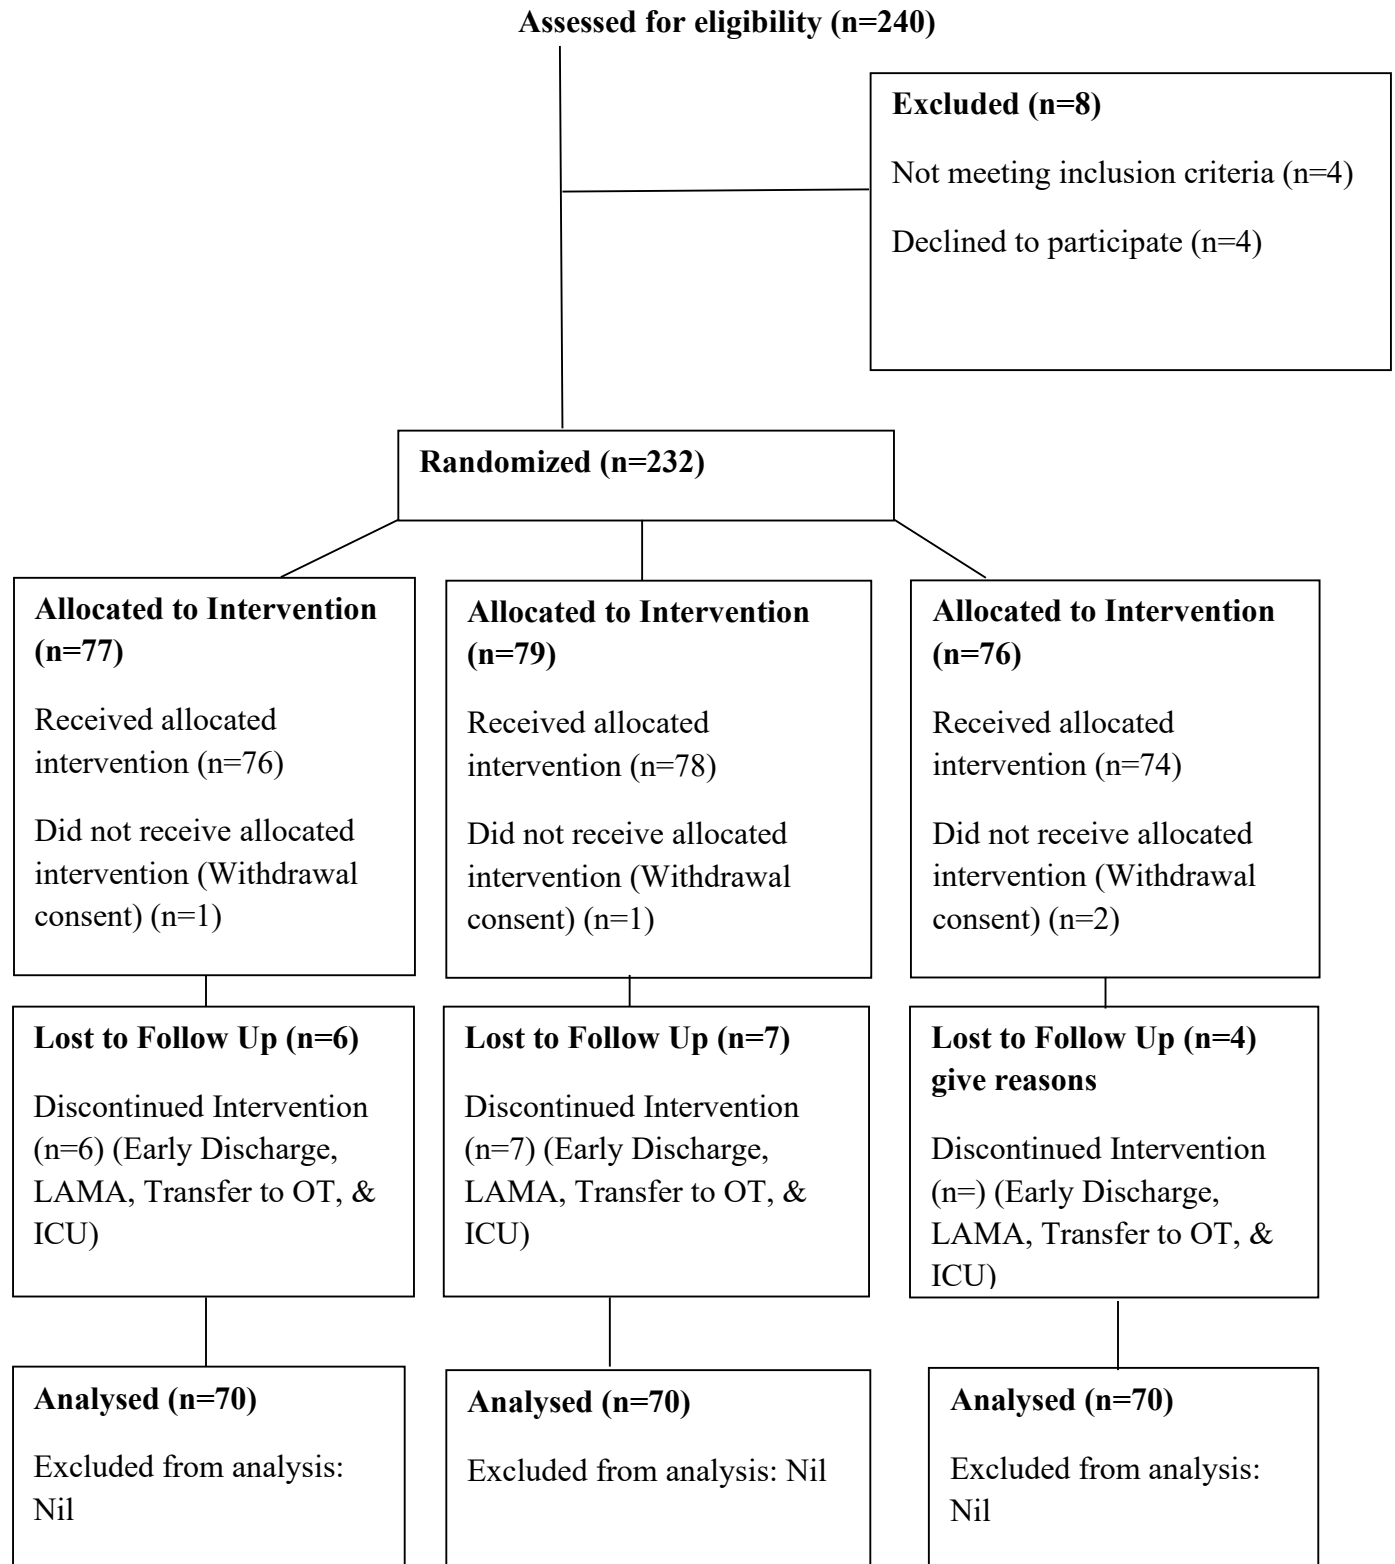 Assessed for eligibility (n=240)
Excluded (n=8)
Not meeting inclusion criteria (n=4)
Declined to participate (n=4)
Randomized (n=232)
Allocated to Intervention
(n=77)
Received allocated
intervention (n=76)
Did not receive allocated
intervention (Withdrawal
consent) (n=1)
Allocated to Intervention
(n=79)
Received allocated
intervention (n=78)
Did not receive allocated
intervention (Withdrawal
consent) (n=1)
Allocated to Intervention
(n=76)
Received allocated
intervention (n=74)
Did not receive allocated
intervention (Withdrawal
consent) (n=2)
Lost to Follow Up (n=6)
Discontinued Intervention
(n=6) (Early Discharge,
LAMA, Transfer to OT, &
ICU)
Lost to Follow Up (n=7)
Discontinued Intervention
(n=7) (Early Discharge,
LAMA, Transfer to OT, &
ICU)
Lost to Follow Up (n=4)
give reasons
Discontinued Intervention
(n=) (Early Discharge,
LAMA, Transfer to OT, &
ICU)
Analysed (n=70)
Excluded from analysis:
Nil
Analysed (n=70)
Excluded from analysis: Nil
Analysed (n=70)
Excluded from analysis:
Nil